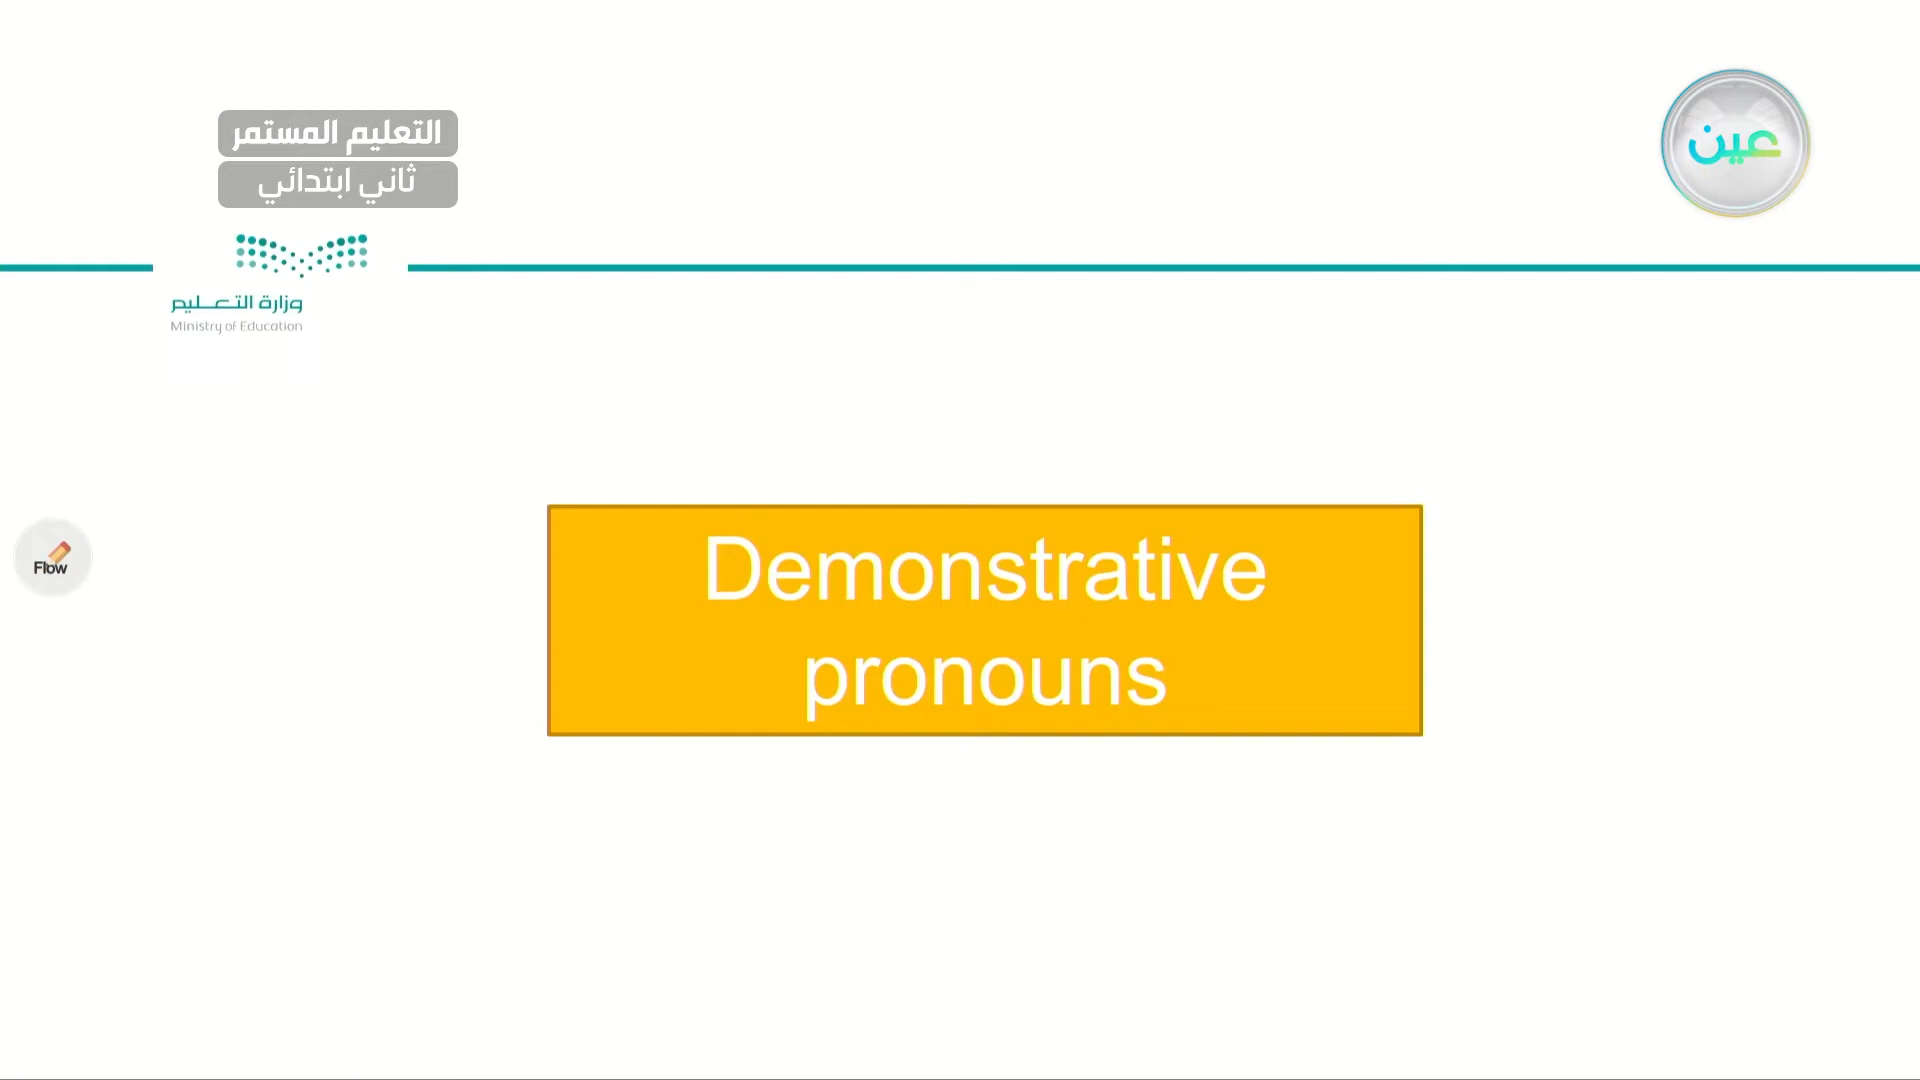 التعليم المستمر
ثاني ابتدائي
عين
وزارة التعليم
Ministry of Education
Flow
Demonstrative
pronouns